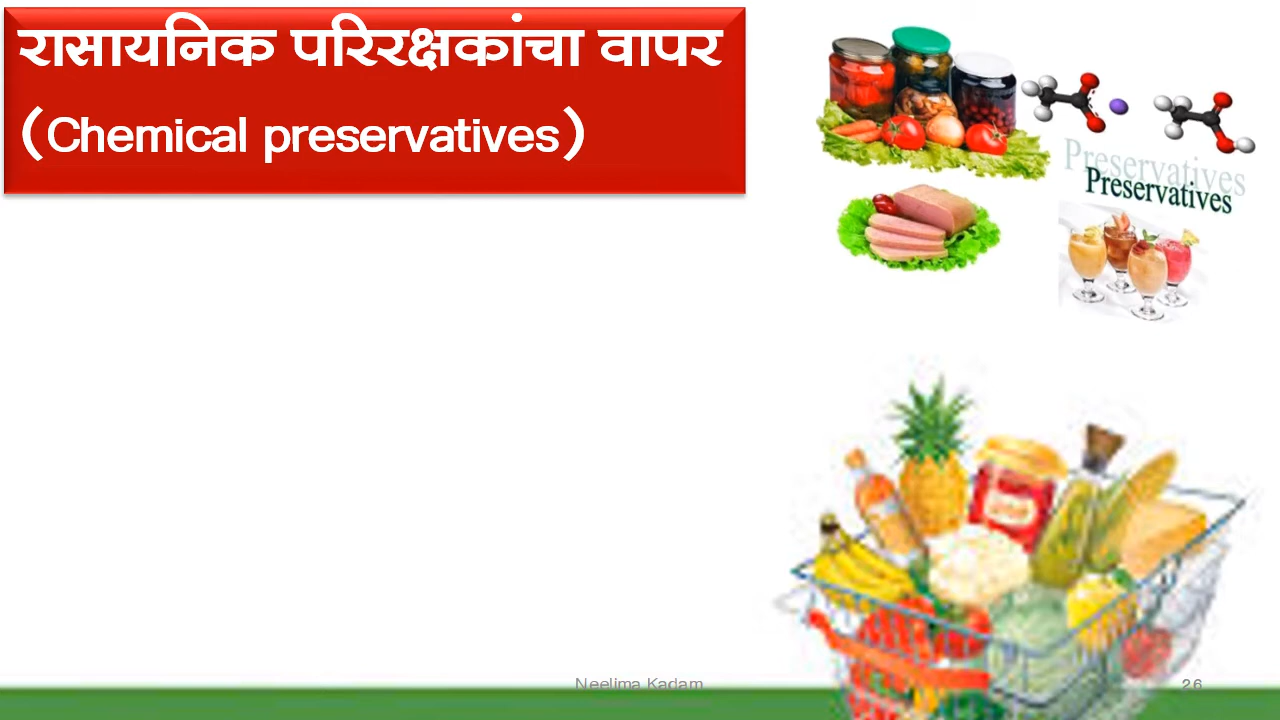 रासायनिक परिरक्षकांचा वापर
(Chemical preservatives)
Preservatives
Preservatives
Neelima Kadam
26